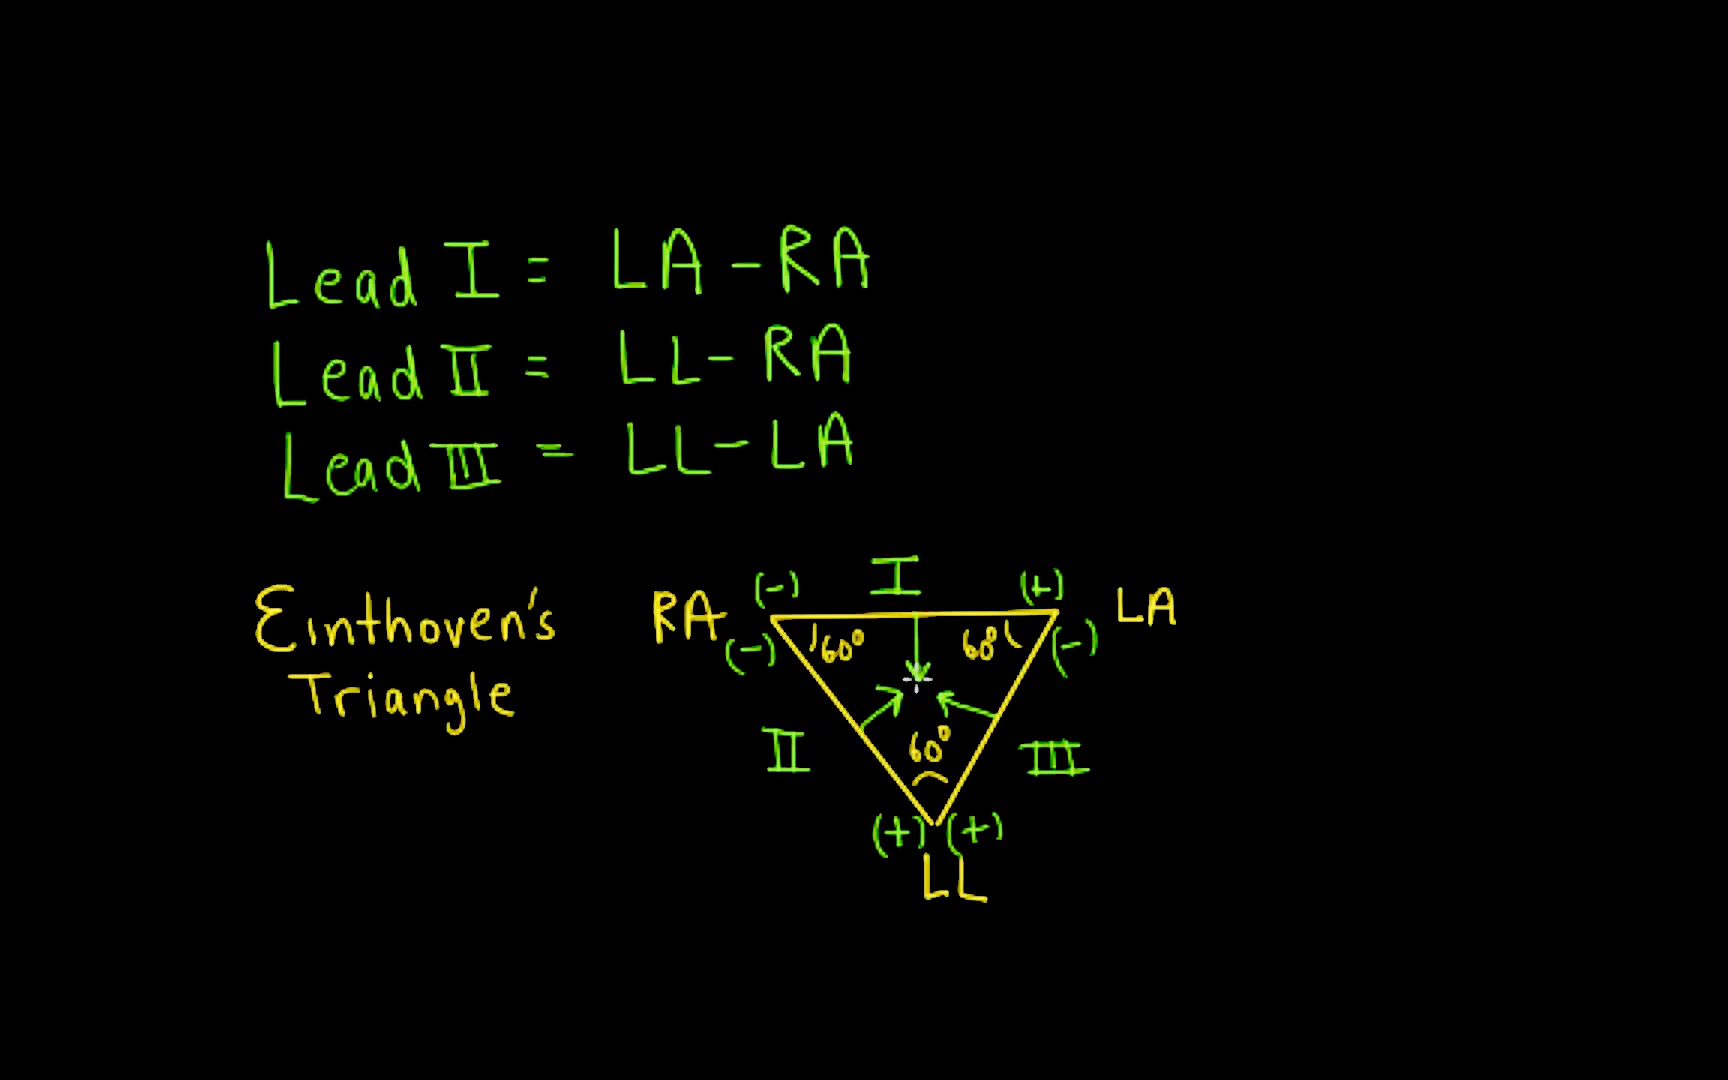 Lead I = LA - RA
Lead II = LL - RA
Lead III = LL - LA
Einthoven's
Triangle
RA
(-)
I
(+)
LA
(-)
60°
60°
(-)
II
60°
III
(+)
(+)
LL